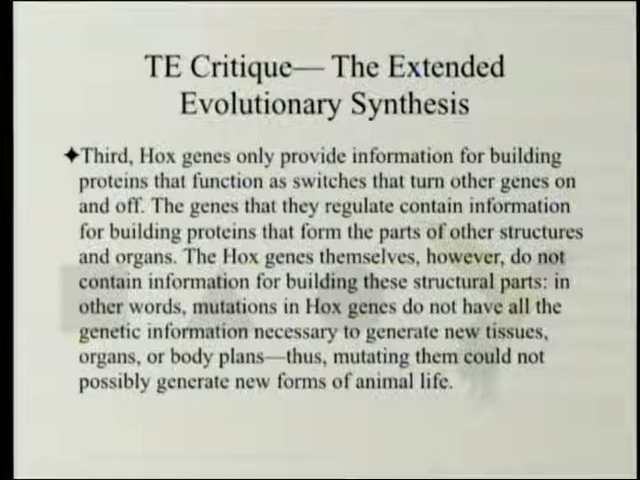 TE Critique— The Extended
Evolutionary Synthesis
✦Third, Hox genes only provide information for building
proteins that function as switches that turn other genes on
and off. The genes that they regulate contain information
for building proteins that form the parts of other structures
and organs. The Hox genes themselves, however, do not
contain information for building these structural parts: in
other words, mutations in Hox genes do not have all the
genetic information necessary to generate new tissues,
organs, or body plans—thus, mutating them could not
possibly generate new forms of animal life.